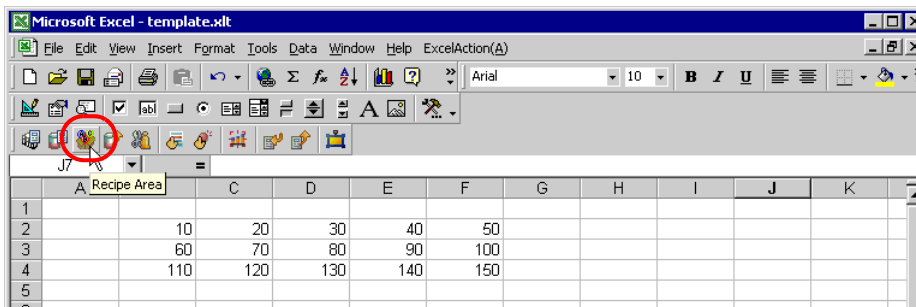 Microsoft Excel - template.xlt
File Edit View Insert Format Tools Data Window Help ExcelAction(A)
Arial 10 B I U
ab A
J7 =
Recipe Area
A C D E F G H I J K
1
2 10 20 30 40 50
3 60 70 80 90 100
4 110 120 130 140 150
5